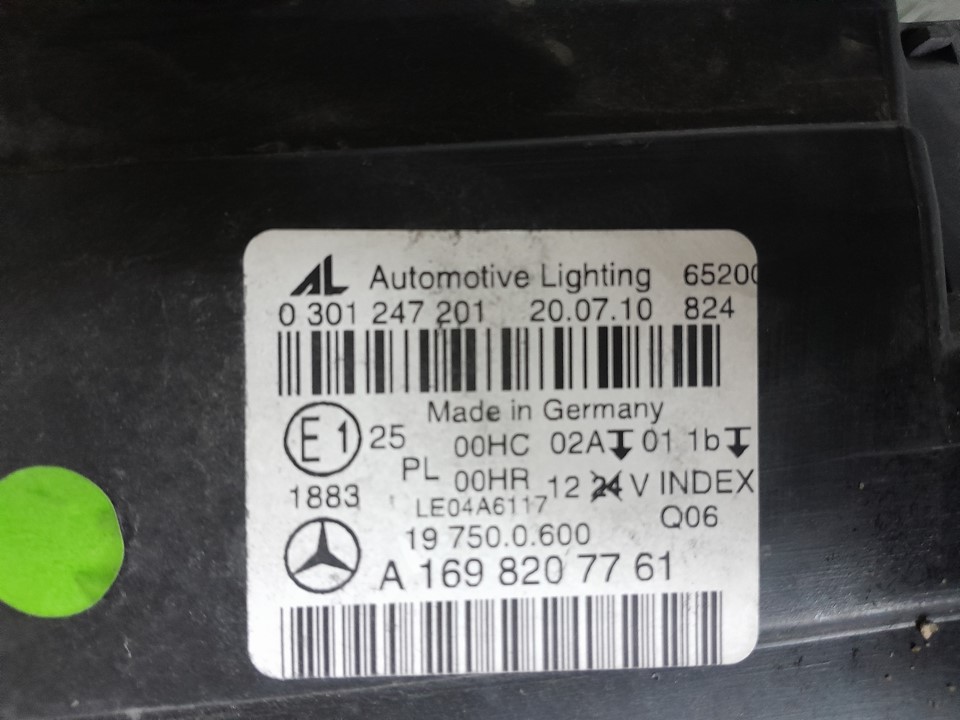 AL Automotive Lighting 65200
0 301 247 201 20.07.10 824
Made in Germany
E1 25 00HC 02A 01 1b
PL 00HR 12 24 V INDEX
1883 LE04A6117 Q06
19 750.0.600
A 169 820 77 61